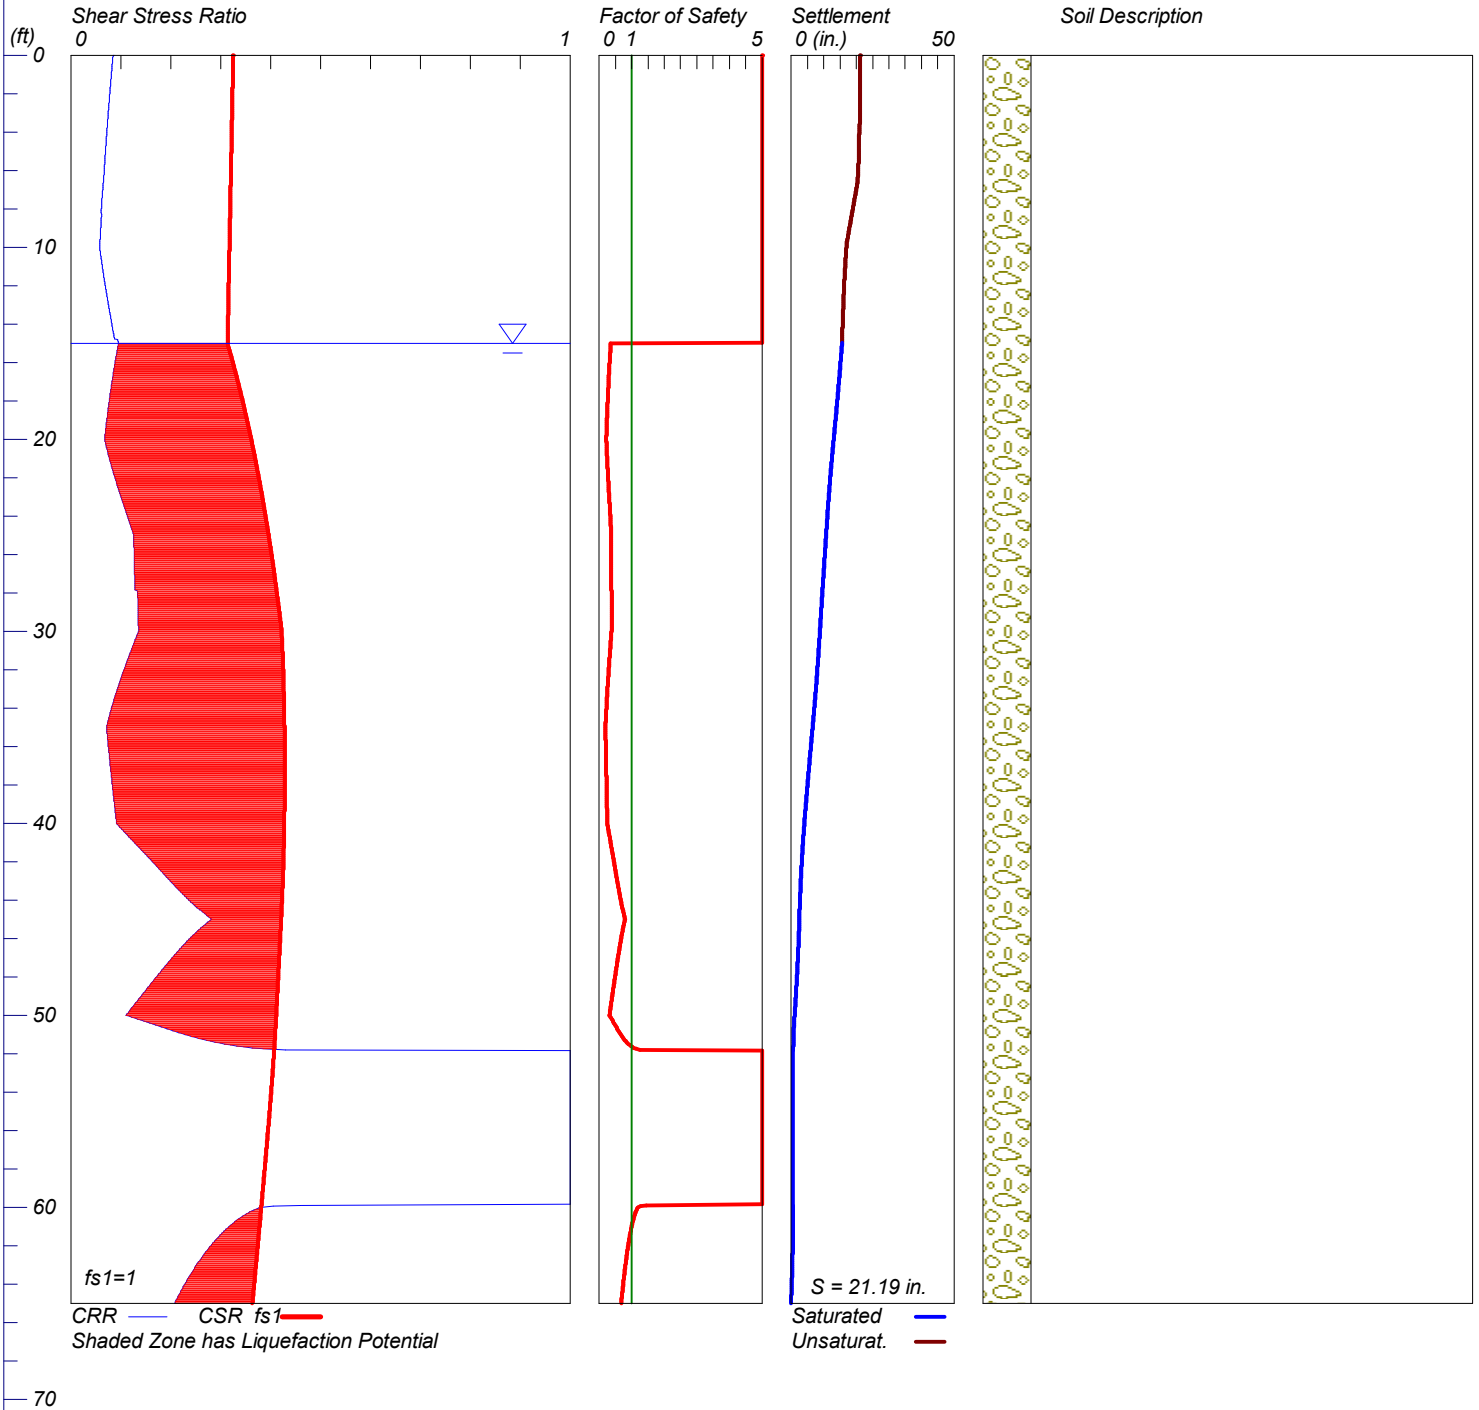 Shear Stress Ratio Factor of Safety Settlement Soil Description
(ft) 0 1 0 1 5 0 (in.) 50
0
10
20
30
40
50
60
fs1=1 S = 21.19 in.
CRR CSR fs1 Saturated
Shaded Zone has Liquefaction Potential Unsaturat.
70